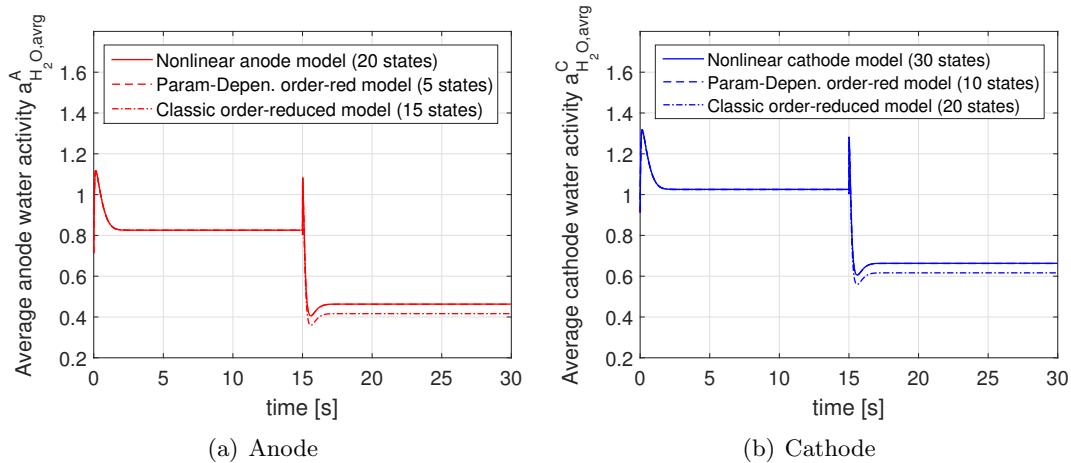 Average anode water activity a^A_{H_2O,avrg}
1.6
1.4
1.2
1
0.8
0.6
0.4
0.2
Nonlinear anode model (20 states)
Param-Depen. order-red model (5 states)
Classic order-reduced model (15 states)
0 5 10 15 20 25 30
time [s]
(a) Anode
Average cathode water activity a^C_{H_2O,avrg}
1.6
1.4
1.2
1
0.8
0.6
0.4
0.2
Nonlinear cathode model (30 states)
Param-Depen. order-red model (10 states)
Classic order-reduced model (20 states)
0 5 10 15 20 25 30
time [s]
(b) Cathode